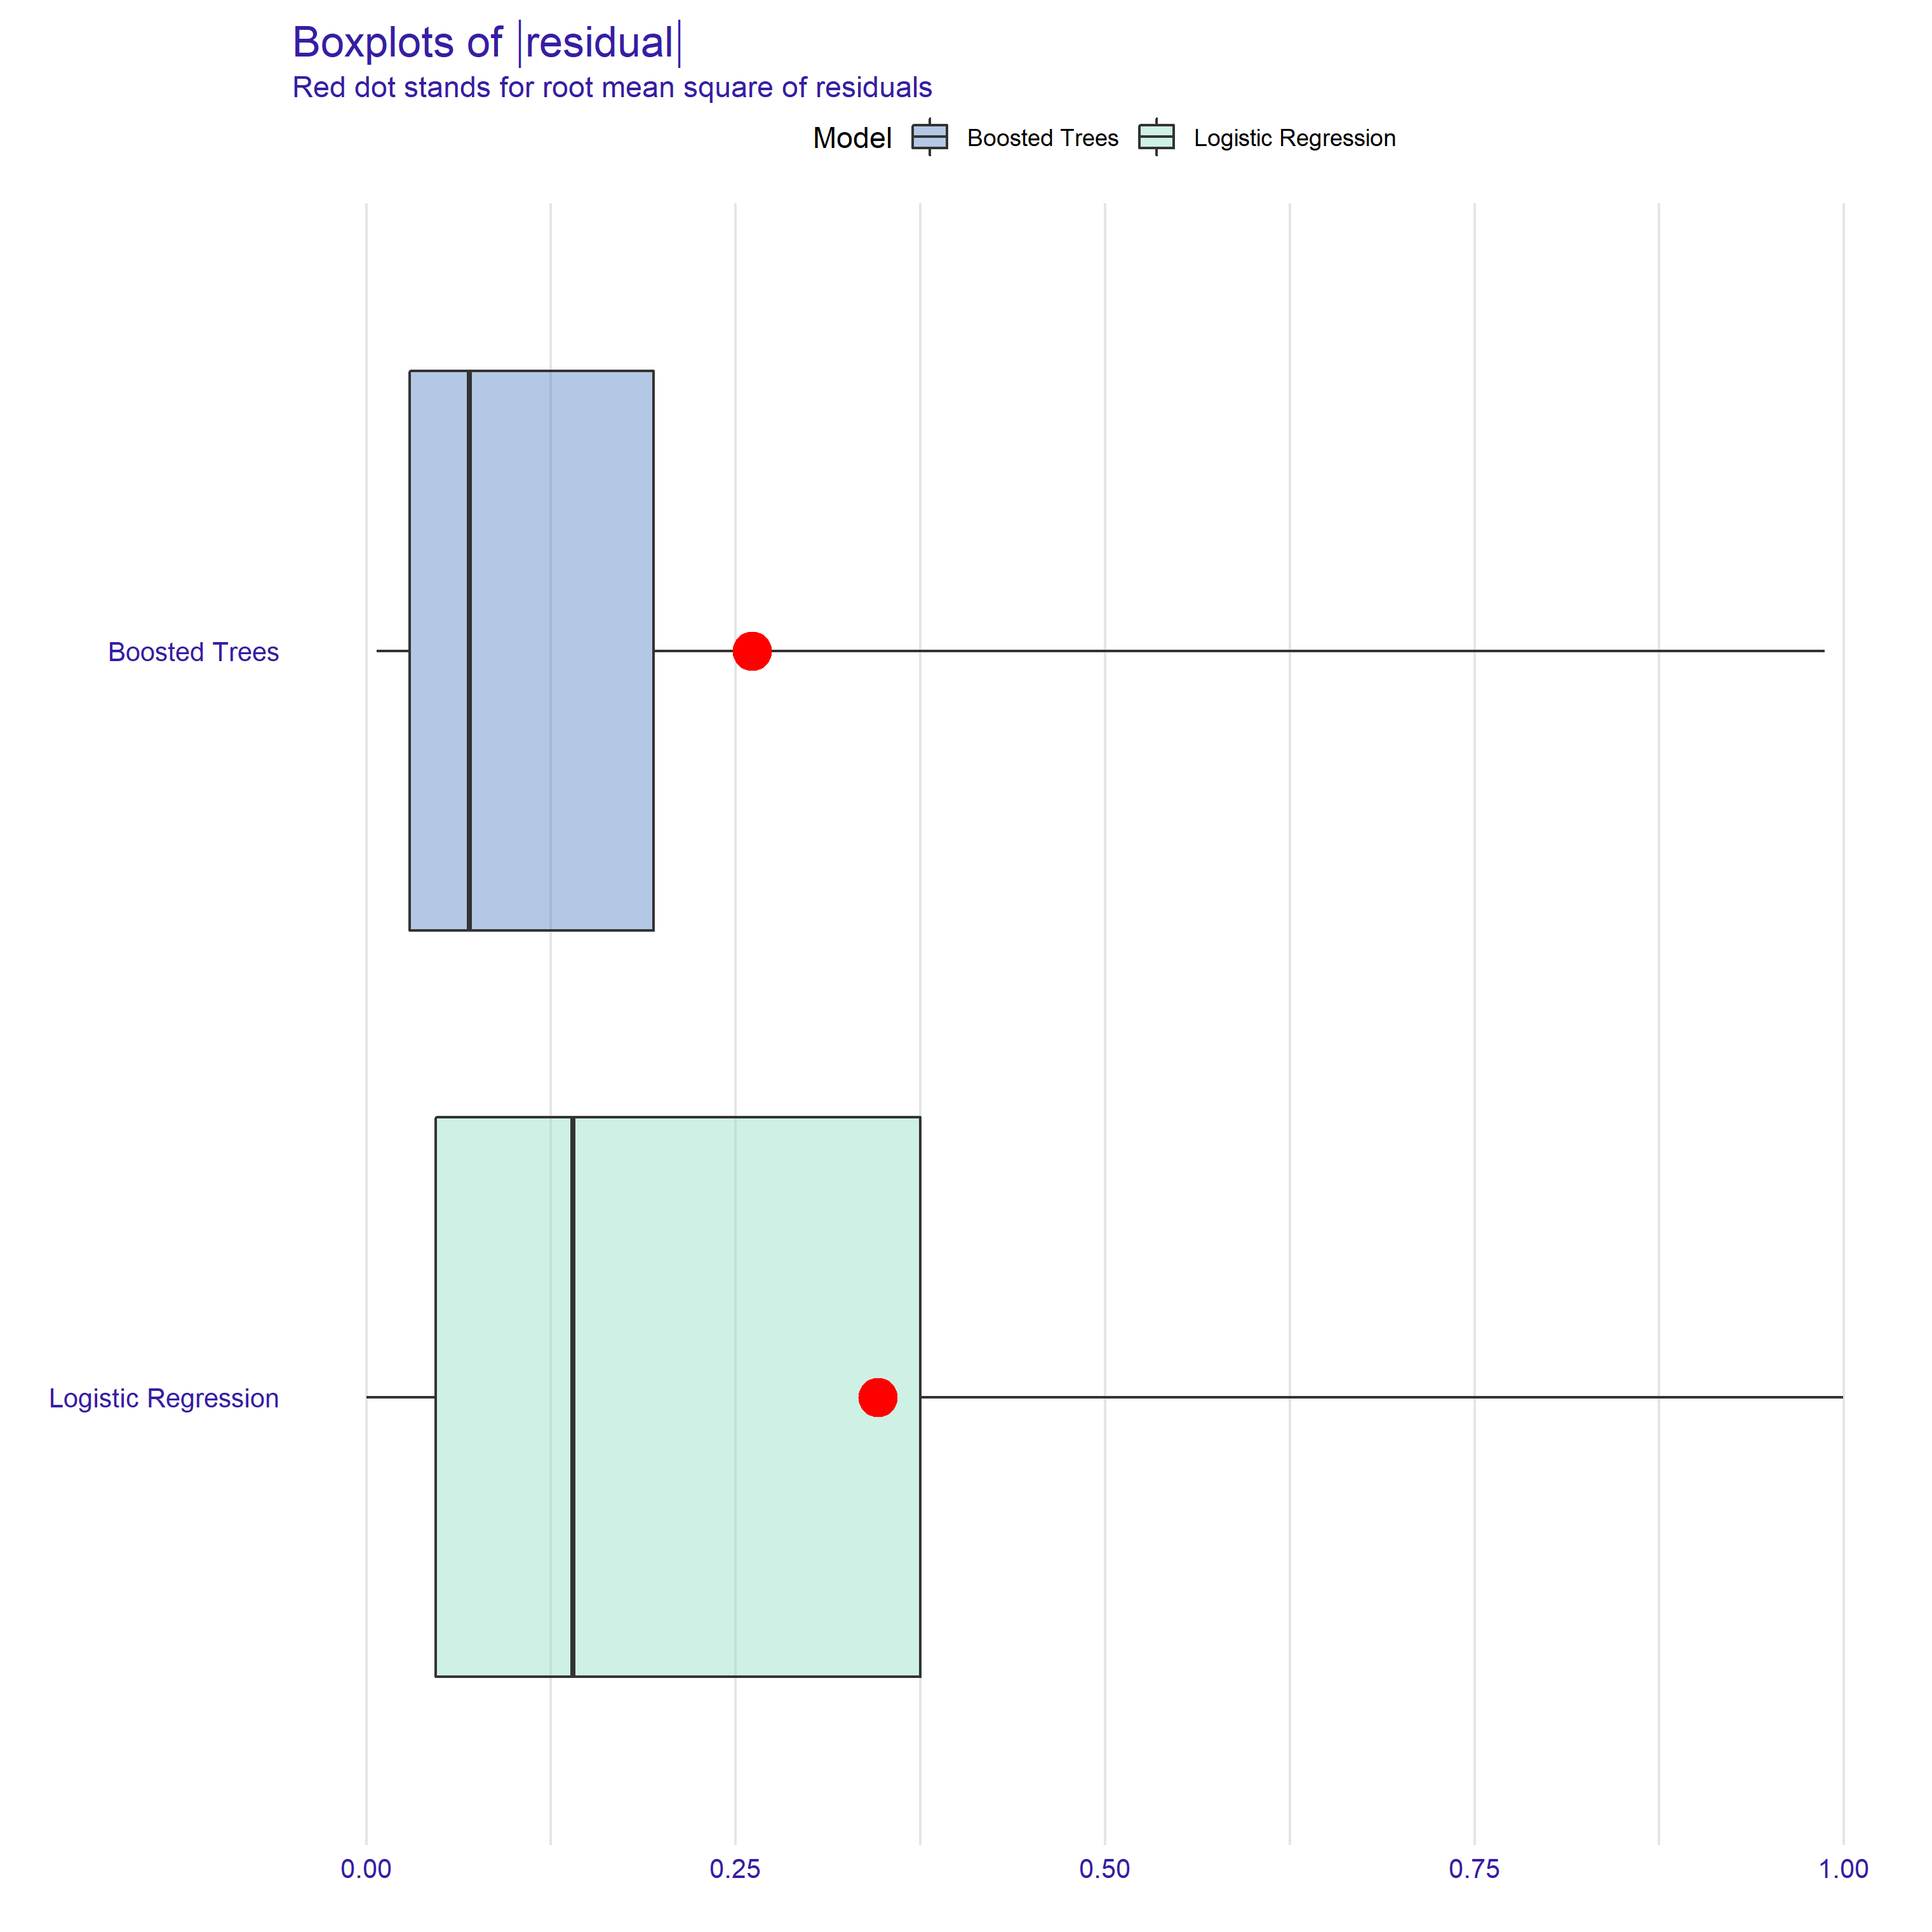 Boxplots of |residual|
Red dot stands for root mean square of residuals
Model Boosted Trees Logistic Regression
Boosted Trees
Logistic Regression
0.00 0.25 0.50 0.75 1.00